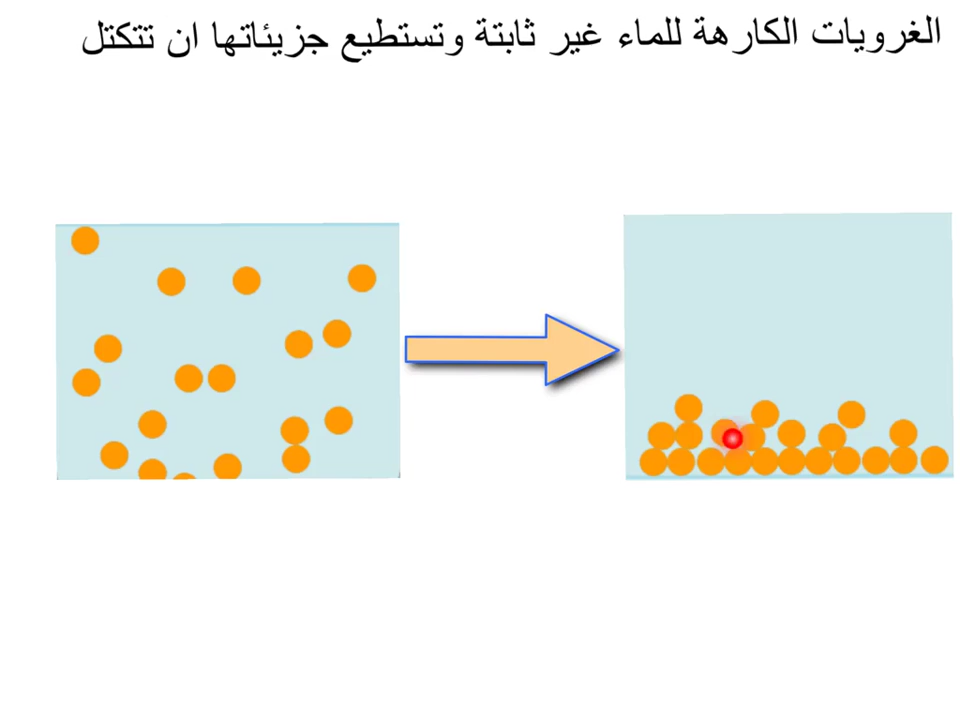 الغرويات الكارهة للماء غير ثابتة وتستطيع جزيئاتها ان تتكتل